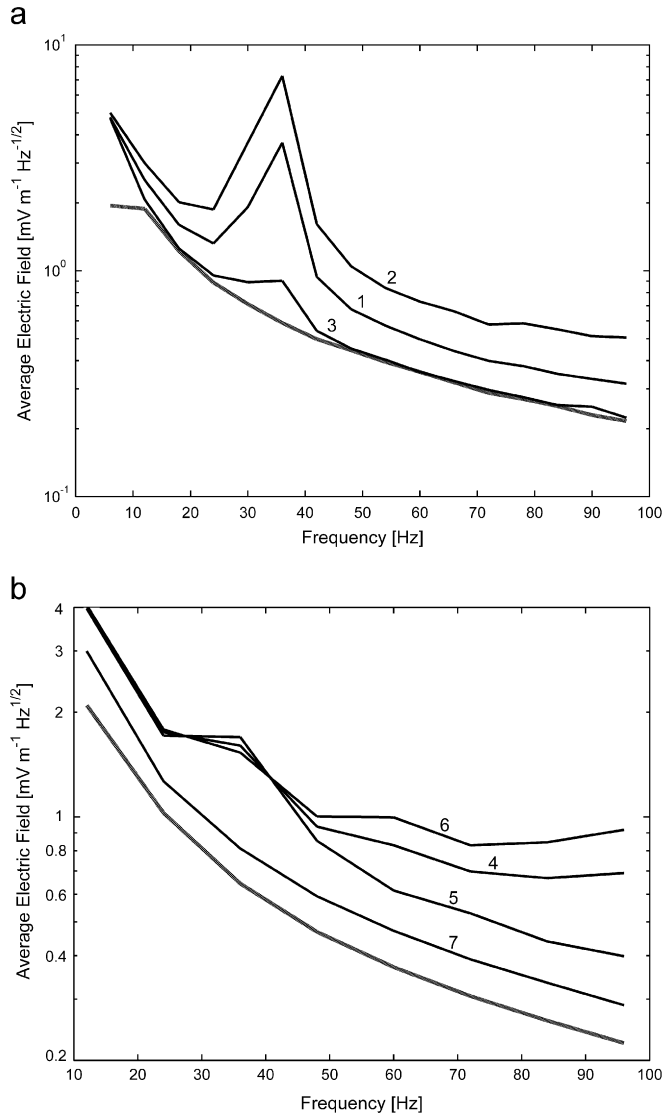 a
10^1
10^0
10^-1
Average Electric Field [mV m^-1 Hz^-1/2]
2
1
3
0 10 20 30 40 50 60 70 80 90 100
Frequency [Hz]
b
4
3
2
1
0.8
0.6
0.4
0.2
Average Electric Field [mV m^-1 Hz^1/2]
6
4
5
7
10 20 30 40 50 60 70 80 90 100
Frequency [Hz]